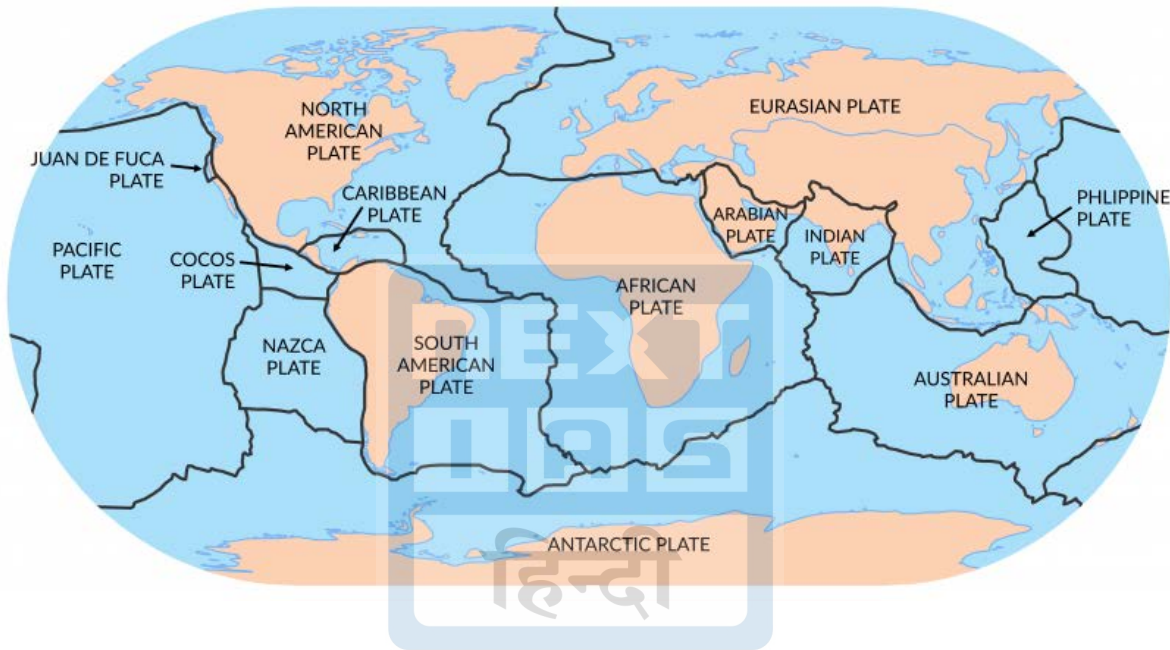 NORTH
AMERICAN
PLATE
EURASIAN PLATE
JUAN DE FUCA
PLATE
CARIBBEAN
PLATE
PHLIPPINE
PLATE
ARABIAN
PLATE
INDIAN
PLATE
PACIFIC
PLATE
COCOS
PLATE
AFRICAN
PLATE
NAZCA
PLATE
SOUTH
AMERICAN
PLATE
AUSTRALIAN
PLATE
ANTARCTIC PLATE
NEXT
IAS
हिन्दी